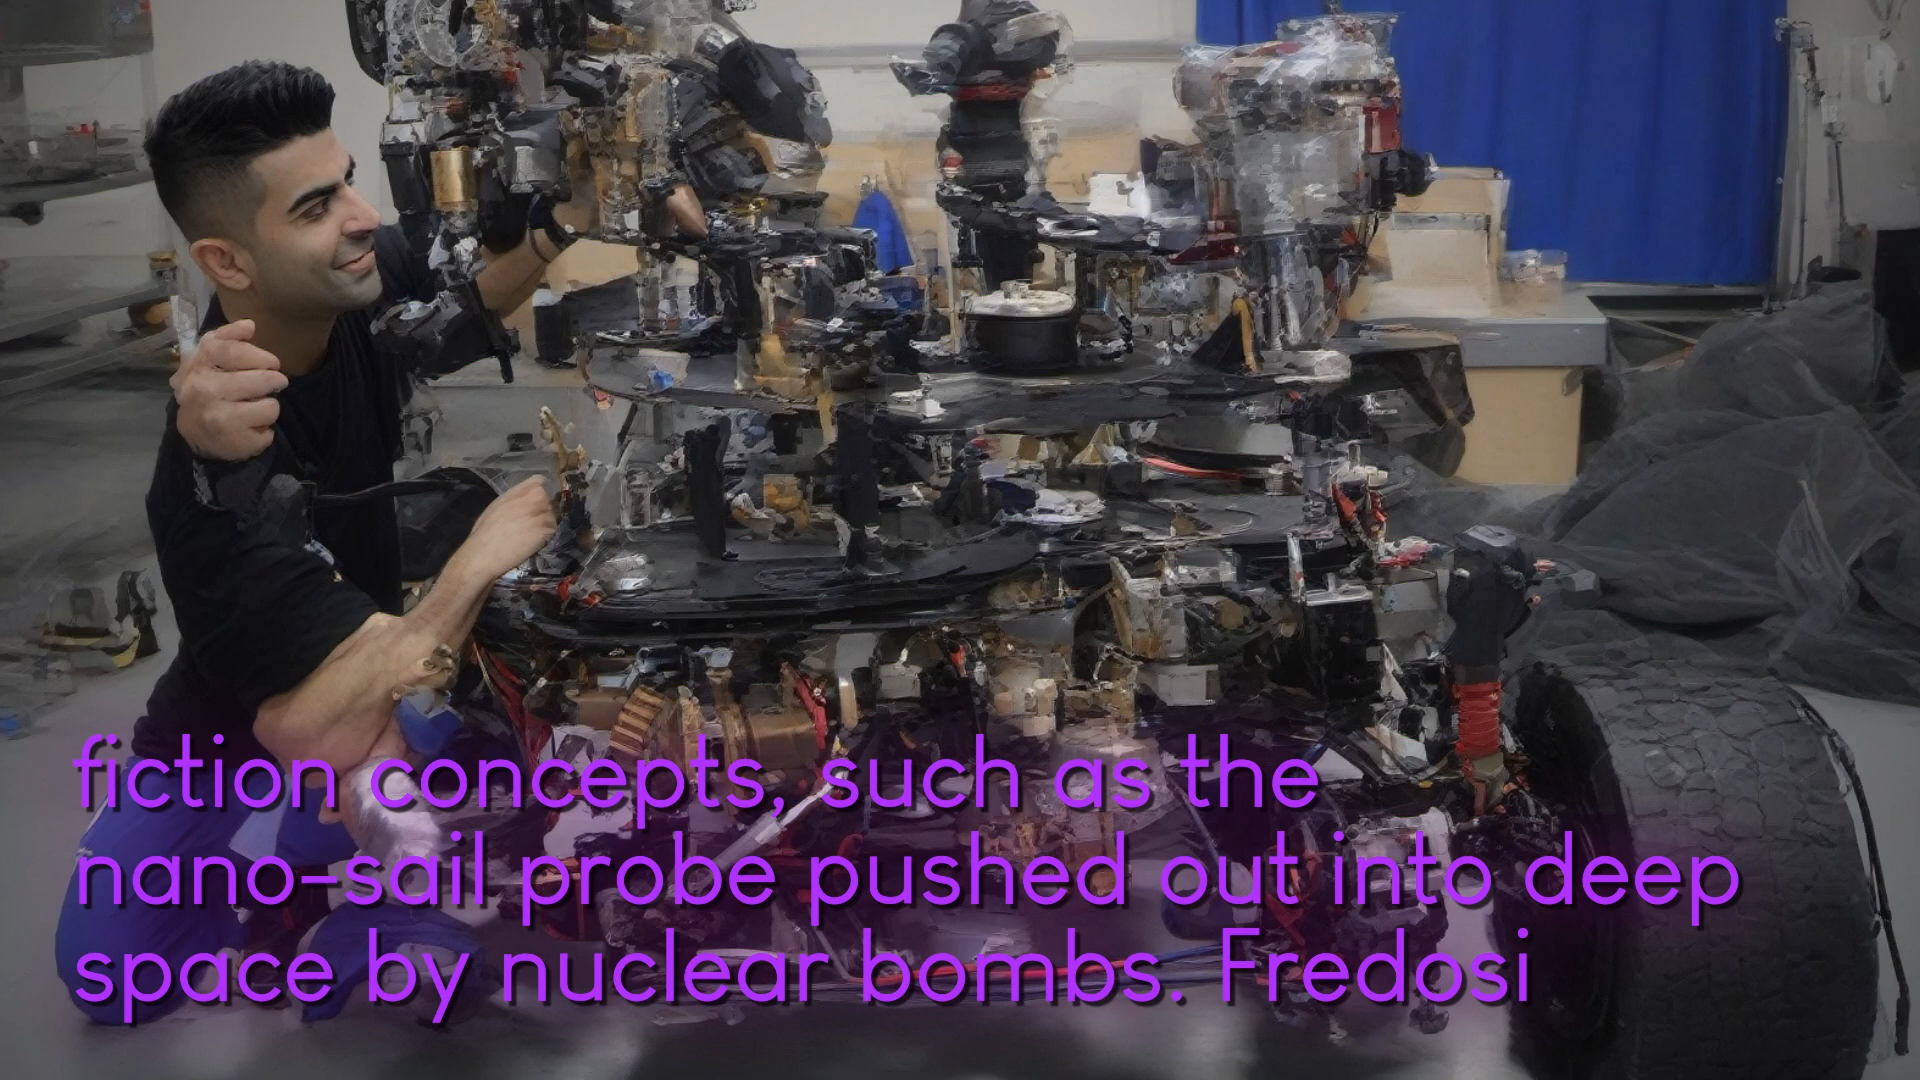 fiction concepts, such as the
nano-sail probe pushed out into deep
space by nuclear bombs. Fredosi